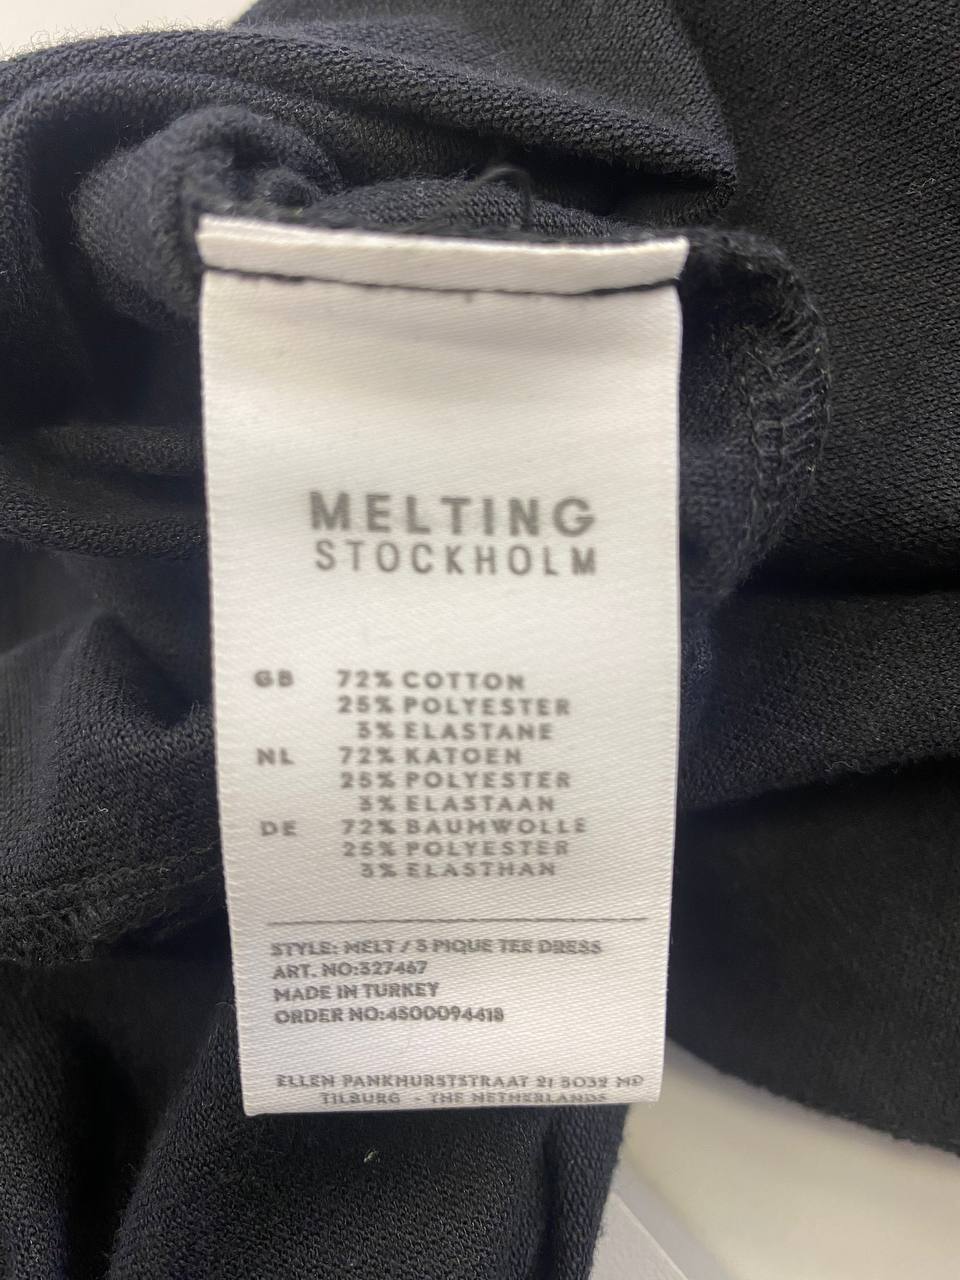 MELTING
STOCKHOLM
GB 72% COTTON
25% POLYESTER
3% ELASTANE
NL 72% KATOEN
25% POLYESTER
3% ELASTAAN
DE 72% BAUMWOLLE
25% POLYESTER
3% ELASTHAN
STYLE: MELT / S PIQUE TEE DRESS
ART. NO:327467
MADE IN TURKEY
ORDER NO:4500094418
ELLEN PANKHURSTSTRAAT 21 5032 MD
TILBURG - THE NETHERLANDS